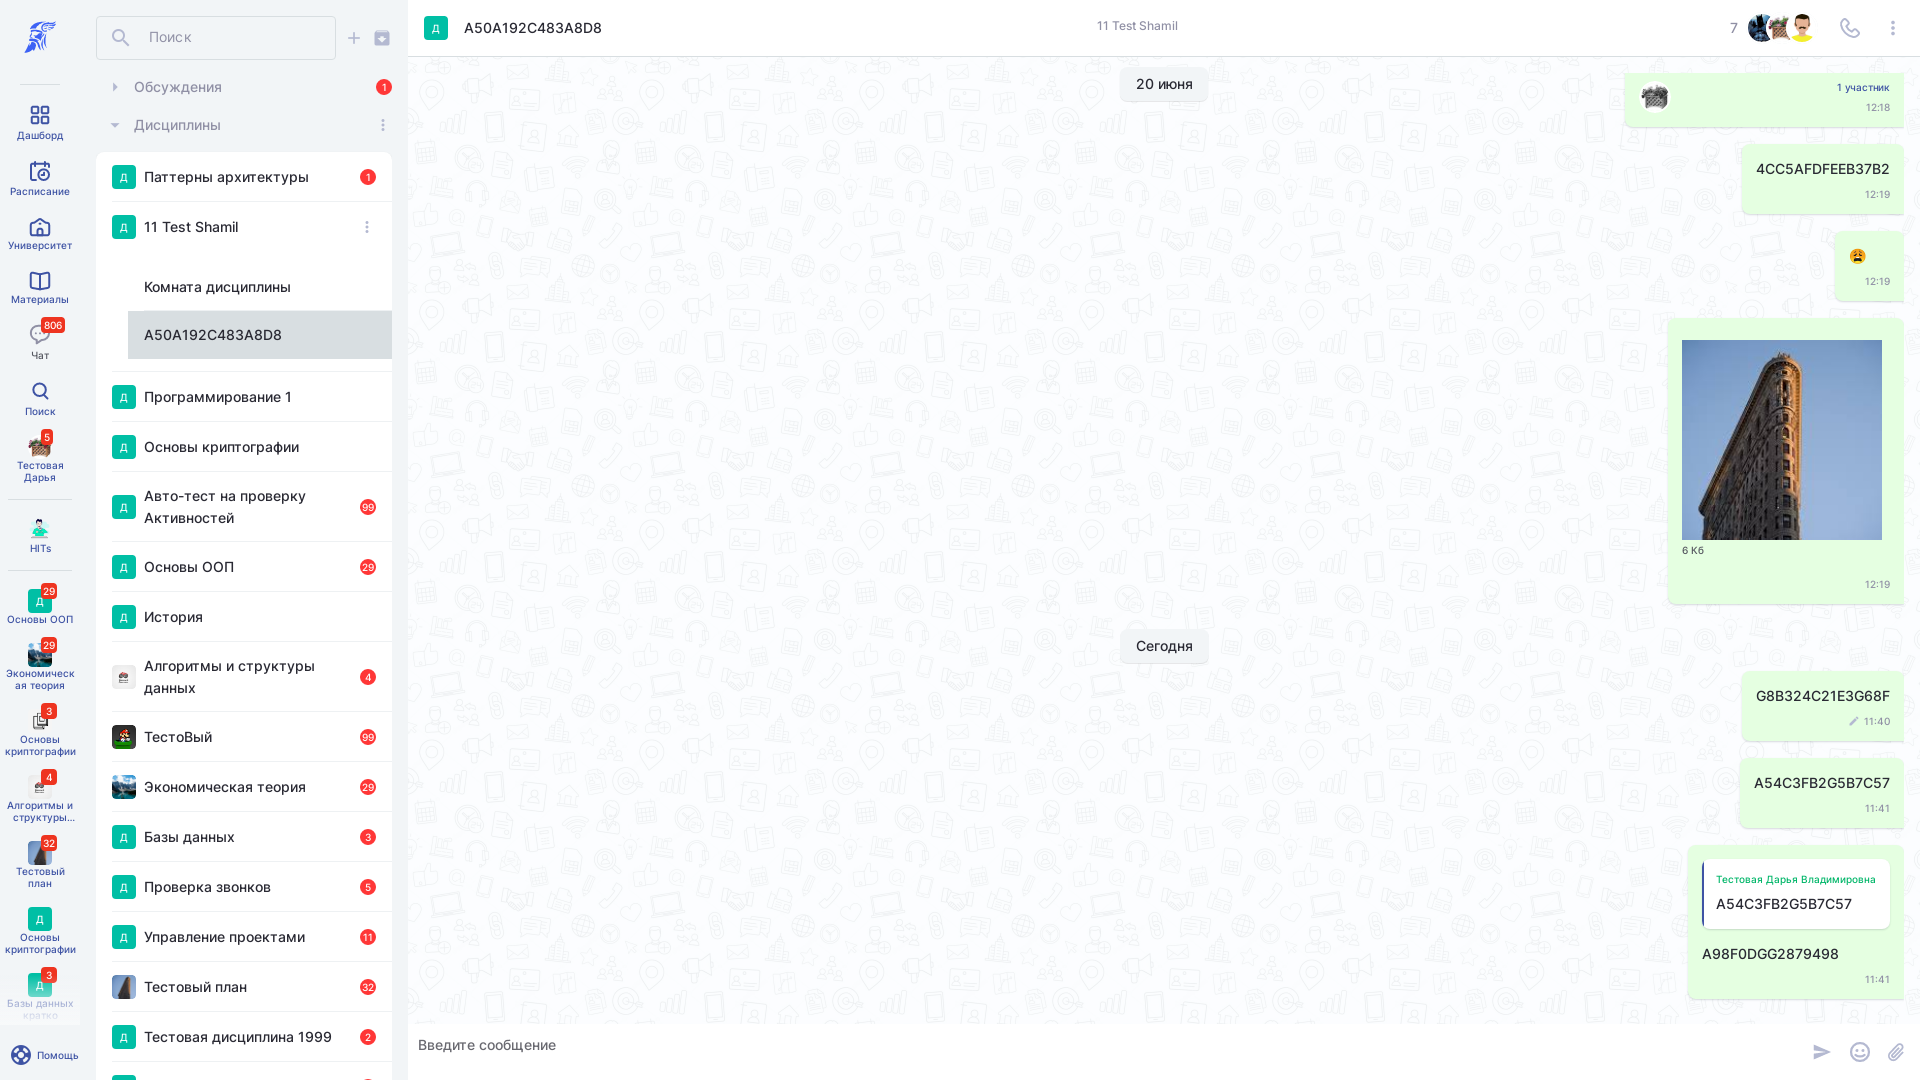 Дашборд
Расписание
Университет
Материалы
806
Чат
Поиск
5
Тестовая
Дарья
HITs
29
Д
Основы ООП
29
Экономическ
ая теория
3
Основы
криптографии
4
Алгоритмы и
структуры...
32
Тестовый
план
Д
Основы
криптографии
3
Д
Базы данных
кратко
Помощь
Поиск
Обсуждения
1
Дисциплины
Д
Паттерны архитектуры
1
Д
11 Test Shamil
Комната дисциплины
A50A192C483A8D8
Д
Программирование 1
Д
Основы криптографии
Д
Авто-тест на проверку
Активностей
99
Д
Основы ООП
29
Д
История
Алгоритмы и структуры
данных
4
ТестоВый
99
Экономическая теория
29
Д
Базы данных
3
Д
Проверка звонков
5
Д
Управление проектами
11
Тестовый план
32
Д
Тестовая дисциплина 1999
2
Д
A50A192C483A8D8
11 Test Shamil
7
20 июня
1 участник
12:18
4CC5AFDFEEB37B2
12:19
12:19
6 Кб
12:19
Сегодня
G8B324C21E3G68F
11:40
A54C3FB2G5B7C57
11:41
Тестовая Дарья Владимировна
A54C3FB2G5B7C57
A98F0DGG2879498
11:41
Введите сообщение